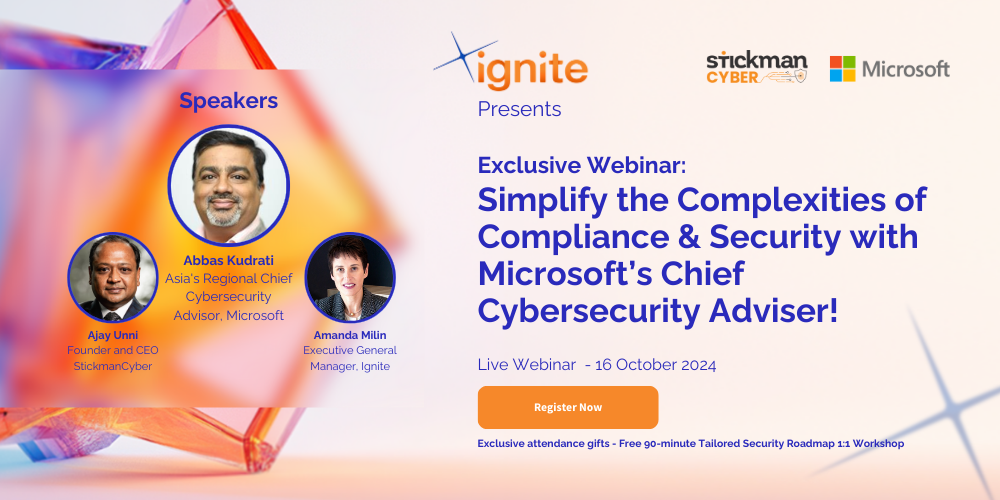 ignite
Presents
stickman
CYBER
Microsoft
Speakers
Abbas Kudrati
Asia's Regional Chief
Cybersecurity
Advisor, Microsoft
Ajay Unni
Founder and CEO
StickmanCyber
Amanda Milin
Executive General
Manager, Ignite
Exclusive Webinar:
Simplify the Complexities of
Compliance & Security with
Microsoft's Chief
Cybersecurity Adviser!
Live Webinar - 16 October 2024
Register Now
Exclusive attendance gifts - Free 90-minute Tailored Security Roadmap 1:1 Workshop